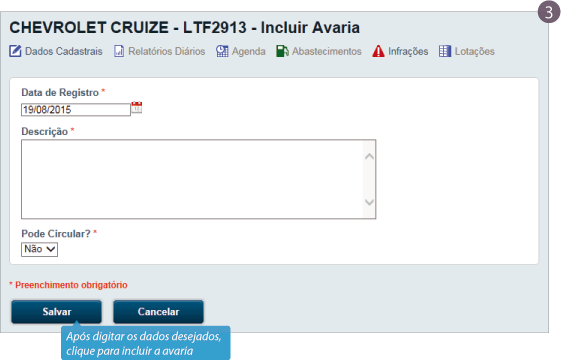 3
CHEVROLET CRUIZE - LTF2913 - Incluir Avaria
Dados Cadastrais Relatórios Diários Agenda Abastecimentos Infrações Lotações
Data de Registro *
19/08/2015
Descrição *
Pode Circular? *
Não
* Preenchimento obrigatório
Salvar Cancelar
Após digitar os dados desejados,
clique para incluir a avaria